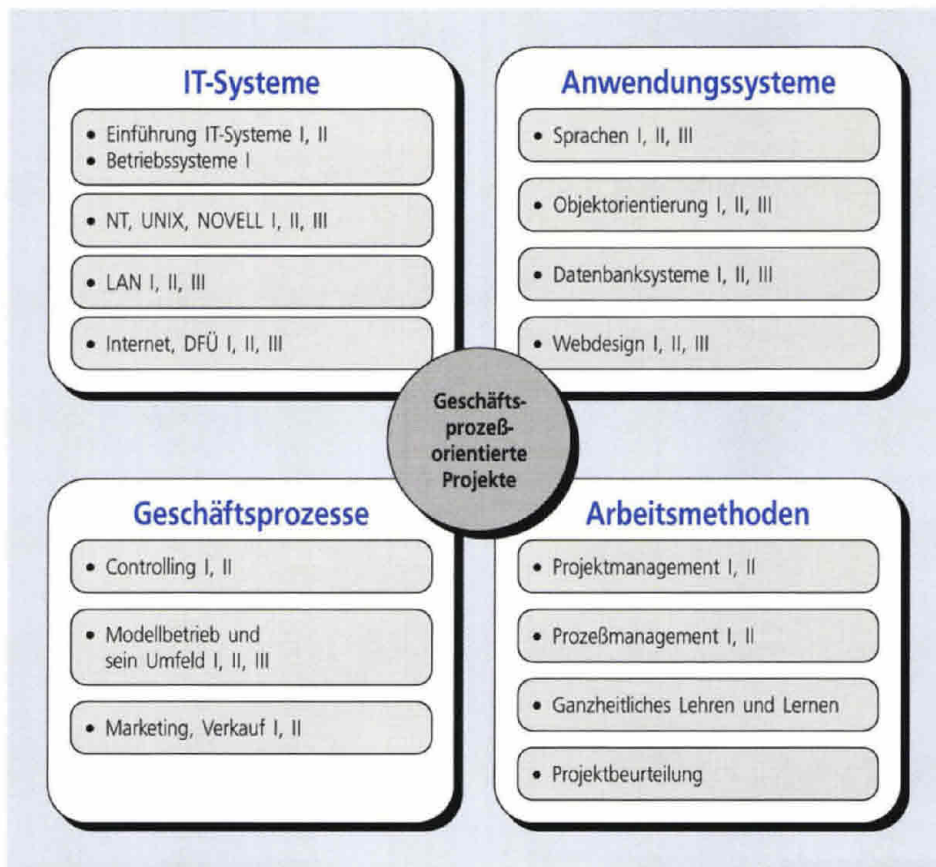 IT-Systeme
• Einführung IT-Systeme I, II
• Betriebssysteme I
• NT, UNIX, NOVELL I, II, III
• LAN I, II, III
• Internet, DFÜ I, II, III
Anwendungssysteme
• Sprachen I, II, III
• Objektorientierung I, II, III
• Datenbanksysteme I, II, III
• Webdesign I, II, III
Geschäfts-
prozeß-
orientierte
Projekte
Geschäftsprozesse
• Controlling I, II
• Modellbetrieb und
sein Umfeld I, II, III
• Marketing, Verkauf I, II
Arbeitsmethoden
• Projektmanagement I, II
• Prozeßmanagement I, II
• Ganzheitliches Lehren und Lernen
• Projektbeurteilung